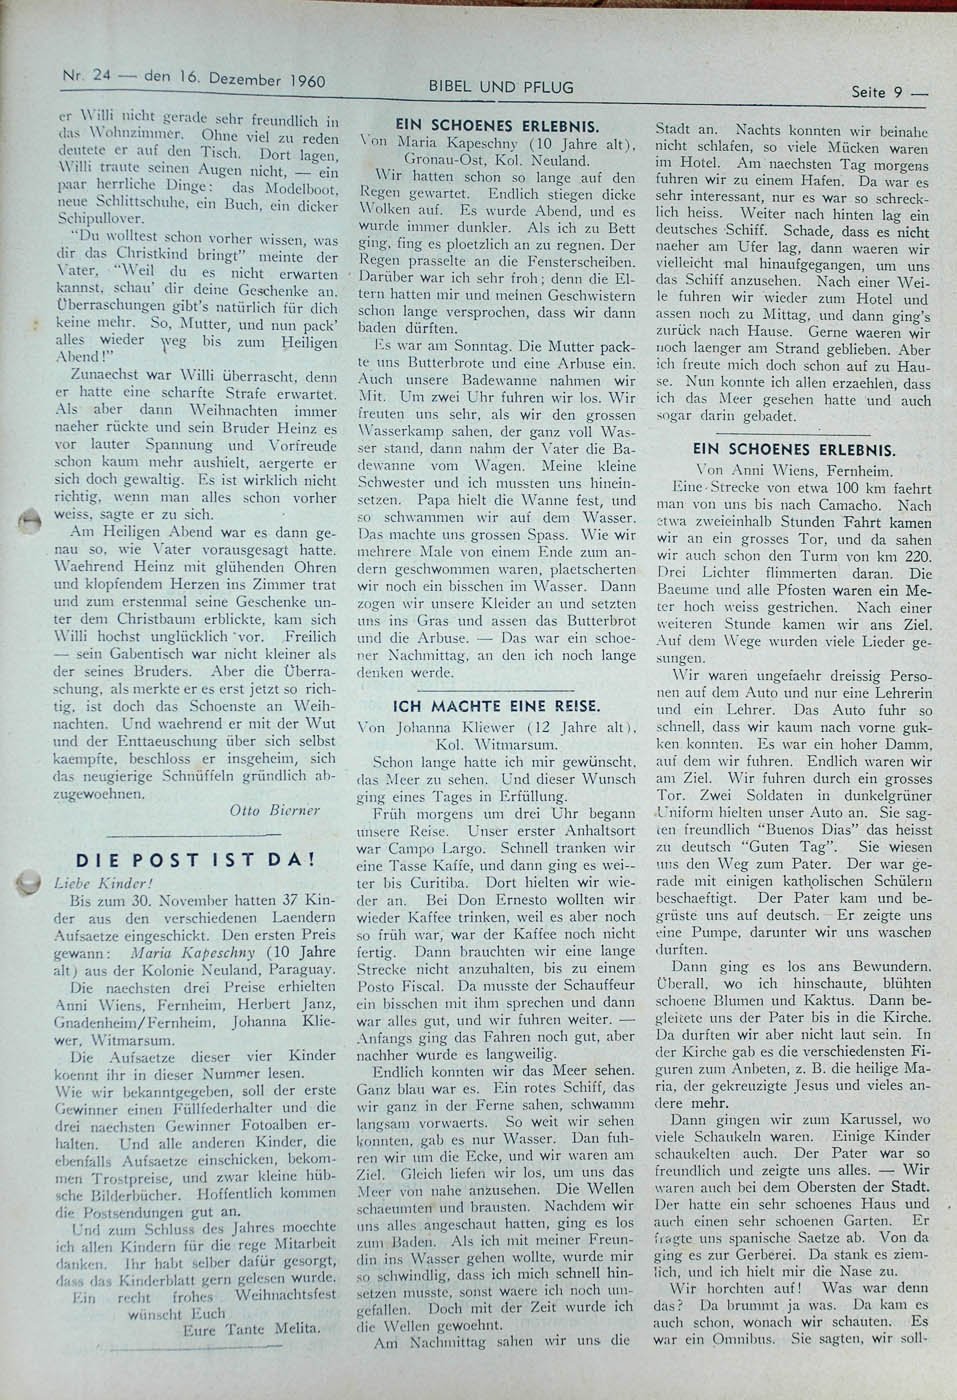 Nr. 24 — den 16. Dezember 1960
BIBEL UND PFLUG
Seite 9 —
er Willi nicht gerade sehr freundlich in
das Wohnzimmer. Ohne viel zu reden
deutete er auf den Tisch. Dort lagen,
Willi traute seinen Augen nicht, — ein
paar herrliche Dinge: das Modelboot,
neue Schlittschuhe, ein Buch, ein dicker
Schipullover.
"Du wolltest schon vorher wissen, was
dir das Christkind bringt" meinte der
Vater, "Weil du es nicht erwarten
kannst, schau' dir deine Geschenke an.
Überraschungen gibt's natürlich für dich
keine mehr. So, Mutter, und nun pack'
alles wieder weg bis zum Heiligen
Abend!"
Zunaechst war Willi überrascht, denn
er hatte eine scharfte Strafe erwartet.
Als aber dann Weihnachten immer
naeher rückte und sein Bruder Heinz es
vor lauter Spannung und Vorfreude
schon kaum mehr aushielt, aergerte er
sich doch gewaltig. Es ist wirklich nicht
richtig, wenn man alles schon vorher
weiss, sagte er zu sich.
Am Heiligen Abend war es dann ge-
nau so, wie Vater vorausgesagt hatte.
Waehrend Heinz mit glühenden Ohren
und klopfendem Herzen ins Zimmer trat
und zum erstenmal seine Geschenke un-
ter dem Christbaum erblickte, kam sich
Willi hochst unglücklich vor. Freilich
— sein Gabentisch war nicht kleiner als
der seines Bruders. Aber die Überra-
schung, als merkte er es erst jetzt so rich-
tig, ist doch das Schoenste an Weih-
nachten. Und waehrend er mit der Wut
und der Enttaeuschung über sich selbst
kaempfte, beschloss er insgeheim, sich
das neugierige Schnüffeln gründlich ab-
zugewoehnen.
Otto Bierner
DIE POST IST DA!
Liebe Kinder!
Bis zum 30. November hatten 37 Kin-
der aus den verschiedenen Laendern
Aufsaetze eingeschickt. Den ersten Preis
gewann: Maria Kapeschny (10 Jahre
alt) aus der Kolonie Neuland, Paraguay.
Die naechsten drei Preise erhielten
Anni Wiens, Fernheim, Herbert Janz,
Gnadenheim/Fernheim, Johanna Klie-
wer, Witmarsum.
Die Aufsaetze dieser vier Kinder
koennt ihr in dieser Nummer lesen.
Wie wir bekanntgegeben, soll der erste
Gewinner einen Füllfederhalter und die
drei naechsten Gewinner Fotoalben er-
halten. Und alle anderen Kinder, die
ebenfalls Aufsaetze einschicken, bekom-
men Trostpreise, und zwar kleine hüb-
sche Bilderbücher. Hoffentlich kommen
die Postsendungen gut an.
Und zum Schluss des Jahres moechte
ich allen Kindern für die rege Mitarbeit
danken. Ihr habt selber dafür gesorgt,
dass das Kinderblatt gern gelesen wurde.
Ein recht frohes Weihnachtsfest
wünscht Euch
Eure Tante Melita.
EIN SCHOENES ERLEBNIS.
Von Maria Kapeschny (10 Jahre alt),
Gronau-Ost, Kol. Neuland.
Wir hatten schon so lange auf den
Regen gewartet. Endlich stiegen dicke
Wolken auf. Es wurde Abend, und es
wurde immer dunkler. Als ich zu Bett
ging, fing es ploetzlich an zu regnen. Der
Regen prasselte an die Fensterscheiben.
Darüber war ich sehr froh; denn die El-
tern hatten mir und meinen Geschwistern
schon lange versprochen, dass wir dann
baden dürften.
Es war am Sonntag. Die Mutter pack-
te uns Butterbrote und eine Arbuse ein.
Auch unsere Badewanne nahmen wir
Mit. Um zwei Uhr fuhren wir los. Wir
freuten uns sehr, als wir den grossen
Wasserkamp sahen, der ganz voll Was-
ser stand, dann nahm der Vater die Ba-
dewanne vom Wagen. Meine kleine
Schwester und ich mussten uns hinein-
setzen. Papa hielt die Wanne fest, und
so schwammen wir auf dem Wasser.
Das machte uns grossen Spass. Wie wir
mehrere Male von einem Ende zum an-
dern geschwommen waren, plaetscherten
wir noch ein bisschen im Wasser. Dann
zogen wir unsere Kleider an und setzten
uns ins Gras und assen das Butterbrot
und die Arbuse. — Das war ein schoe-
ner Nachmittag, an den ich noch lange
denken werde.
ICH MACHTE EINE REISE.
Von Johanna Kliewer (12 Jahre alt),
Kol. Witmarsum.
Schon lange hatte ich mir gewünscht,
das Meer zu sehen. Und dieser Wunsch
ging eines Tages in Erfüllung.
Früh morgens um drei Uhr begann
unsere Reise. Unser erster Anhaltsort
war Campo Largo. Schnell tranken wir
eine Tasse Kaffe, und dann ging es wei-
ter bis Curitiba. Dort hielten wir wie-
der an. Bei Don Ernesto wollten wir
wieder Kaffee trinken, weil es aber noch
so früh war, war der Kaffee noch nicht
fertig. Dann brauchten wir eine lange
Strecke nicht anzuhalten, bis zu einem
Posto Fiscal. Da musste der Schauffeur
ein bisschen mit ihm sprechen und dann
war alles gut, und wir fuhren weiter. —
Anfangs ging das Fahren noch gut, aber
nachher wurde es langweilig.
Endlich konnten wir das Meer sehen.
Ganz blau war es. Ein rotes Schiff, das
wir ganz in der Ferne sahen, schwamm
langsam vorwaerts. So weit wir sehen
konnten, gab es nur Wasser. Dan fuh-
ren wir um die Ecke, und wir waren am
Ziel. Gleich liefen wir los, um uns das
Meer von nahe anzusehen. Die Wellen
schaeumten und brausten. Nachdem wir
uns alles angeschaut hatten, ging es los
zum Baden. Als ich mit meiner Freun-
din ins Wasser gehen wollte, wurde mir
so schwindlig, dass ich mich schnell hin-
setzen musste, sonst waere ich noch um-
gefallen. Doch mit der Zeit wurde ich
die Wellen gewoehnt.
Am Nachmittag sahen wir uns die
Stadt an. Nachts konnten wir beinahe
nicht schlafen, so viele Mücken waren
im Hotel. Am naechsten Tag morgens
fuhren wir zu einem Hafen. Da war es
sehr interessant, nur es war so schreck-
lich heiss. Weiter nach hinten lag ein
deutsches Schiff. Schade, dass es nicht
naeher am Ufer lag, dann waeren wir
vielleicht mal hinaufgegangen, um uns
das Schiff anzusehen. Nach einer Wei-
le fuhren wir wieder zum Hotel und
assen noch zu Mittag, und dann ging's
zurück nach Hause. Gerne waeren wir
noch laenger am Strand geblieben. Aber
ich freute mich doch schon auf zu Hau-
se. Nun konnte ich allen erzaehlen, dass
ich das Meer gesehen hatte und auch
sogar darin gebadet.
EIN SCHOENES ERLEBNIS.
Von Anni Wiens, Fernheim.
Eine Strecke von etwa 100 km faehrt
man von uns bis nach Camacho. Nach
etwa zweieinhalb Stunden Fahrt kamen
wir an ein grosses Tor, und da sahen
wir auch schon den Turm von km 220.
Drei Lichter flimmerten daran. Die
Baeume und alle Pfosten waren ein Me-
ter hoch weiss gestrichen. Nach einer
weiteren Stunde kamen wir ans Ziel.
Auf dem Wege wurden viele Lieder ge-
sungen.
Wir waren ungefaehr dreissig Perso-
nen auf dem Auto und nur eine Lehrerin
und ein Lehrer. Das Auto fuhr so
schnell, dass wir kaum nach vorne guk-
ken konnten. Es war ein hoher Damm,
auf dem wir fuhren. Endlich waren wir
am Ziel. Wir fuhren durch ein grosses
Tor. Zwei Soldaten in dunkelgrüner
Uniform hielten unser Auto an. Sie sag-
ten freundlich "Buenos Dias" das heisst
zu deutsch "Guten Tag". Sie wiesen
uns den Weg zum Pater. Der war ge-
rade mit einigen katholischen Schülern
beschaeftigt. Der Pater kam und be-
grüste uns auf deutsch. Er zeigte uns
eine Pumpe, darunter wir uns waschen
durften.
Dann ging es los ans Bewundern.
Überall, wo ich hinschaute, blühten
schoene Blumen und Kaktus. Dann be-
gleitete uns der Pater bis in die Kirche.
Da durften wir aber nicht laut sein. In
der Kirche gab es die verschiedensten Fi-
guren zum Anbeten, z. B. die heilige Ma-
ria, der gekreuzigte Jesus und vieles an-
dere mehr.
Dann gingen wir zum Karussel, wo
viele Schaukeln waren. Einige Kinder
schaukelten auch. Der Pater war so
freundlich und zeigte uns alles. — Wir
waren auch bei dem Obersten der Stadt.
Der hatte ein sehr schoenes Haus und
auch einen sehr schoenen Garten. Er
fragte uns spanische Saetze ab. Von da
ging es zur Gerberei. Da stank es ziem-
lich, und ich hielt mir die Nase zu.
Wir horchten auf! Was war denn
das? Da brummt ja was. Da kam es
auch schon, wonach wir schauten. Es
war ein Omnibus. Sie sagten, wir soll-